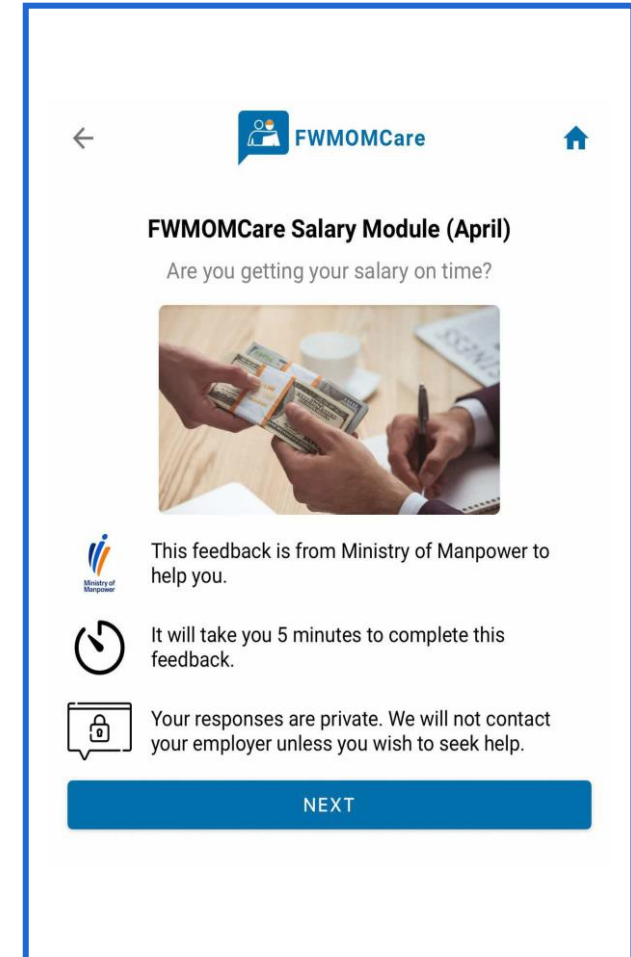 FWMOMCare
FWMOMCare Salary Module (April)
Are you getting your salary on time?
Ministry of
Manpower
This feedback is from Ministry of Manpower to
help you.
It will take you 5 minutes to complete this
feedback.
Your responses are private. We will not contact
your employer unless you wish to seek help.
NEXT